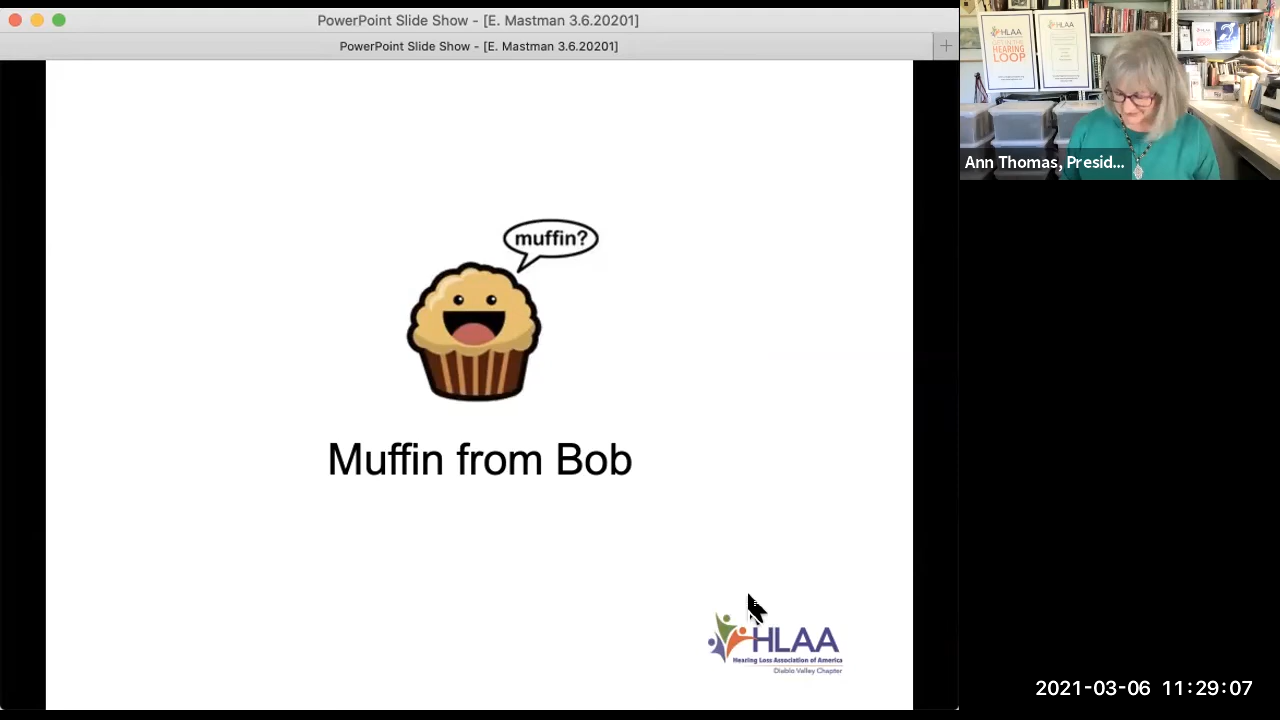 PowerPoint Slide Show - [E. Mastman 3.6.20201]
PowerPoint Slide Show - [E. Mastman 3.6.20201]
muffin?
Muffin from Bob
HLAA
Hearing Loss Association of America
Diablo Valley Chapter
HLAA
HEARING
LOOP
HLAA
Ann Thomas, Presid...
2021-03-06 11:29:07